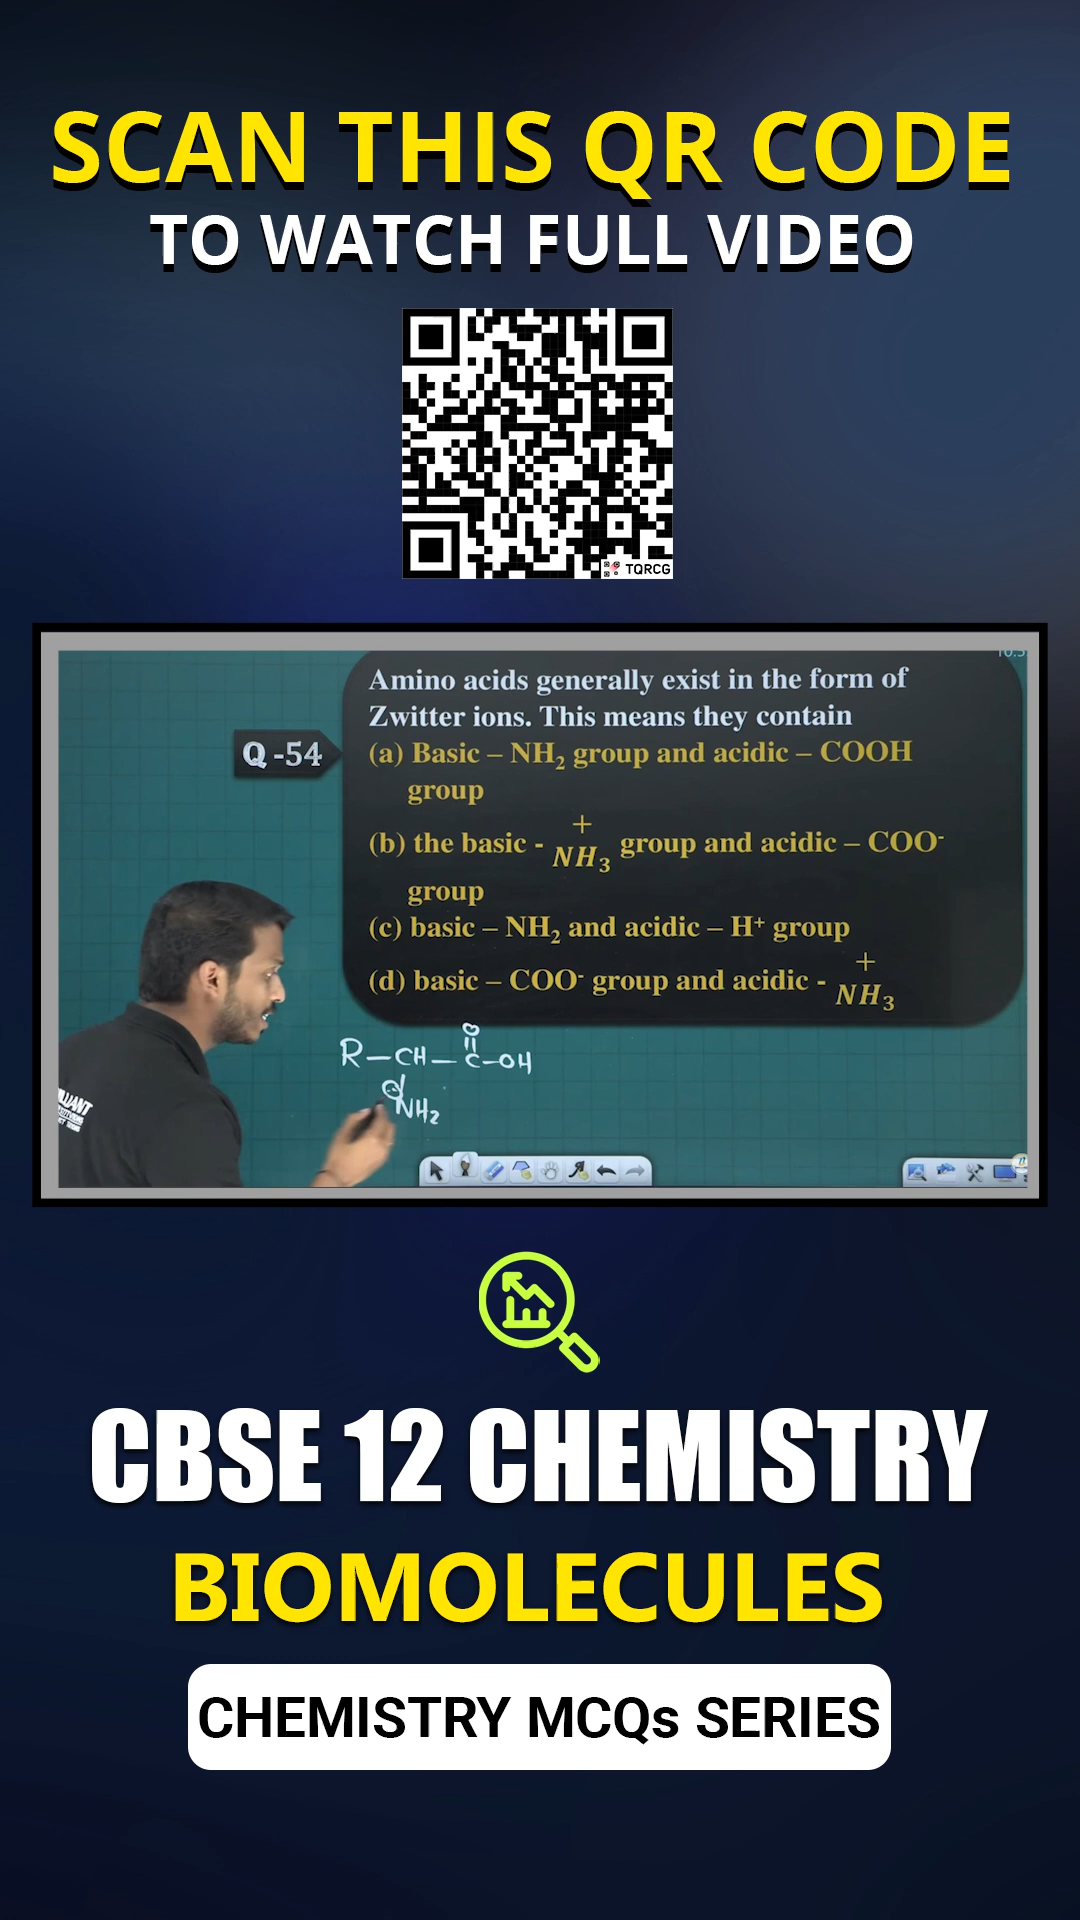 SCAN THIS QR CODE
TO WATCH FULL VIDEO
TQRCG
Q -54
Amino acids generally exist in the form of
Zwitter ions. This means they contain
(a) Basic – NH₂ group and acidic – COOH
group
(b) the basic - N⁺H₃ group and acidic – COO⁻
group
(c) basic – NH₂ and acidic – H⁺ group
(d) basic – COO⁻ group and acidic - N⁺H₃
O
R–CH–C–OH
NH₂
CBSE 12 CHEMISTRY
BIOMOLECULES
CHEMISTRY MCQs SERIES